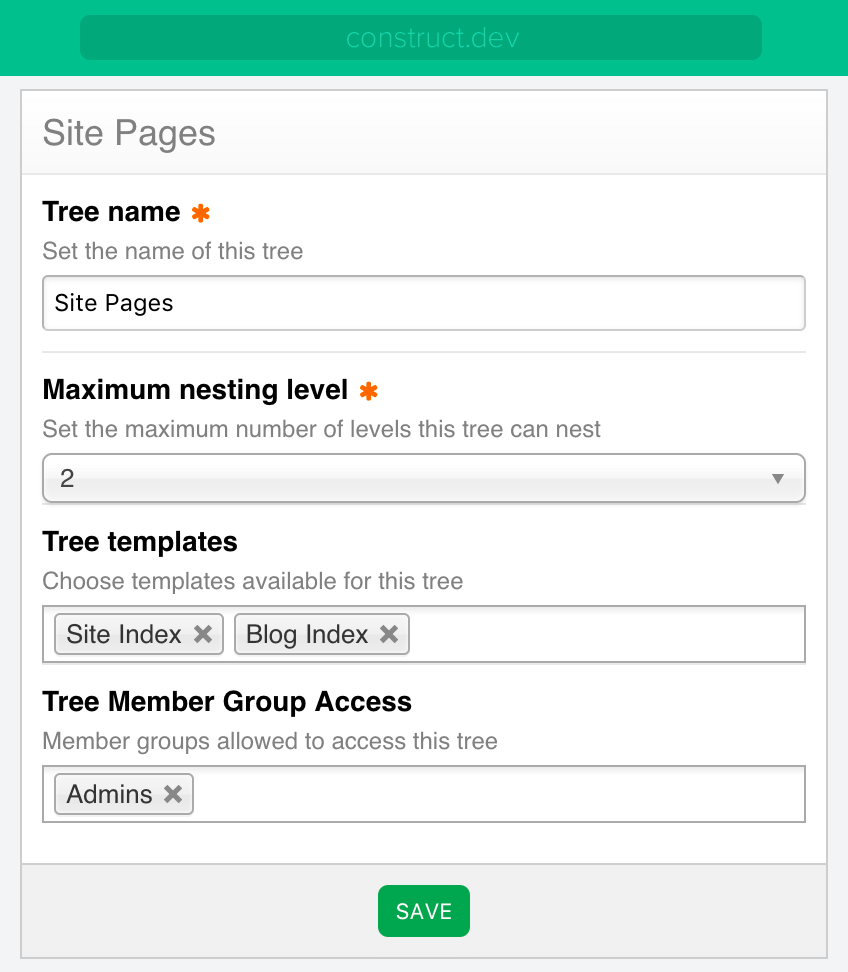 construct.dev
Site Pages
Tree name ✱
Set the name of this tree
Site Pages
Maximum nesting level ✱
Set the maximum number of levels this tree can nest
2
Tree templates
Choose templates available for this tree
Site Index ✖ Blog Index ✖
Tree Member Group Access
Member groups allowed to access this tree
Admins ✖
SAVE